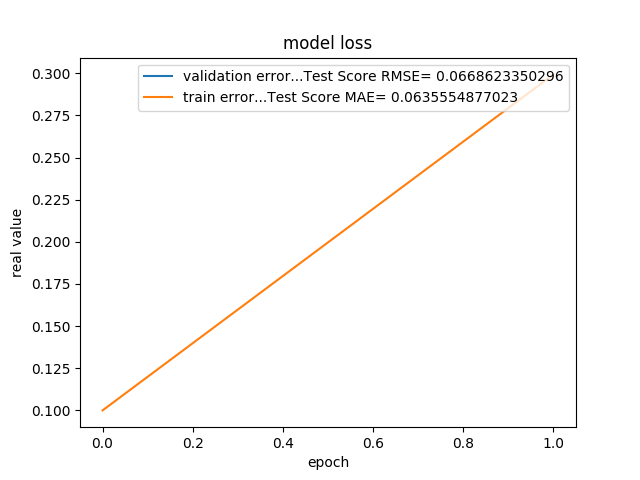 model loss
validation error...Test Score RMSE= 0.0668623350296
train error...Test Score MAE= 0.0635554877023
real value
0.300
0.275
0.250
0.225
0.200
0.175
0.150
0.125
0.100
0.0 0.2 0.4 0.6 0.8 1.0
epoch